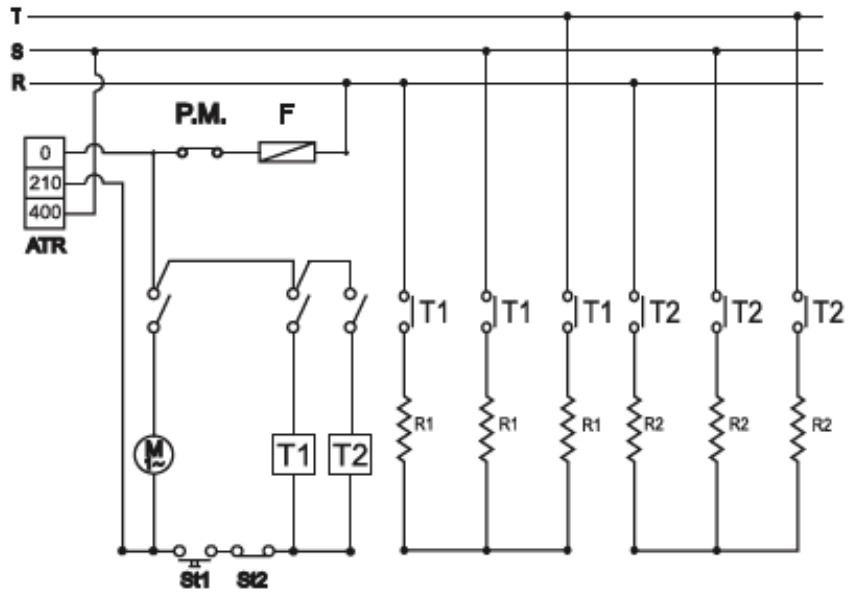 T
S
R
P.M. F
0
210
400
ATR
T1 T1 T1 T2 T2 T2
R1 R1 R1 R2 R2 R2
M
1~
T1 T2
St1 St2